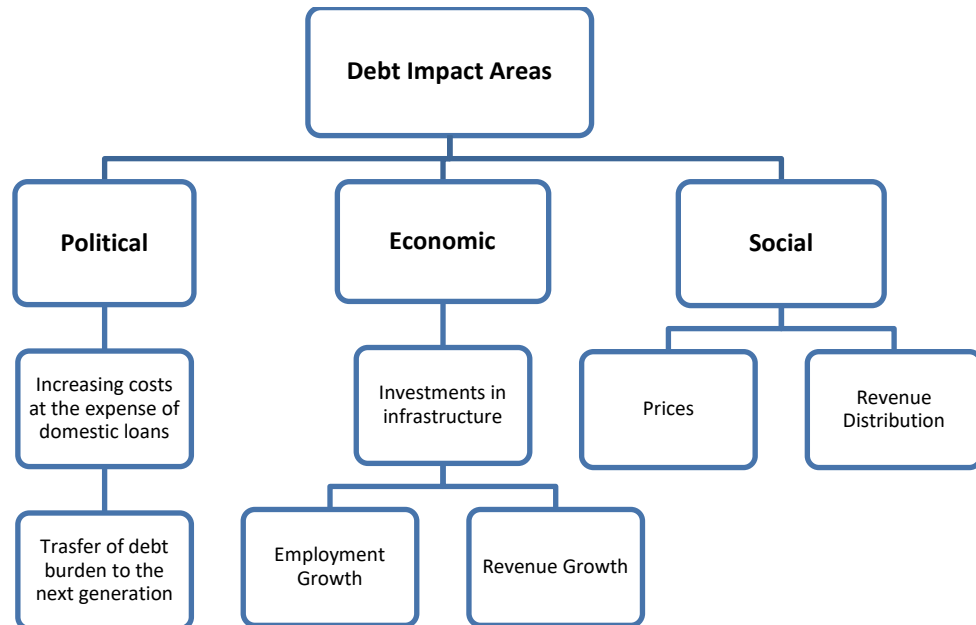 Debt Impact Areas
Political
Economic
Social
Increasing costs
at the expense of
domestic loans
Investments in
infrastructure
Prices
Revenue
Distribution
Trasfer of debt
burden to the
next generation
Employment
Growth
Revenue Growth